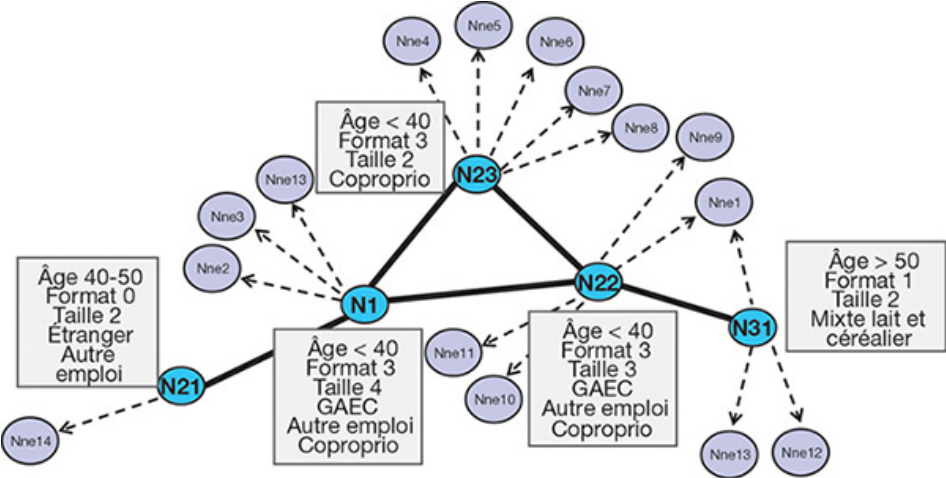 Nne4
Nne5
Nne6
Nne7
Nne8
Nne9
Âge < 40
Format 3
Taille 2
Coproprio
N23
Nne13
Nne3
Nne2
Nne1
Âge 40-50
Format 0
Taille 2
Étranger
Autre
emploi
N1
N22
Âge > 50
Format 1
Taille 2
Mixte lait et
céréalier
N31
N21
Âge < 40
Format 3
Taille 4
GAEC
Autre emploi
Coproprio
Nne11
Nne10
Âge < 40
Format 3
Taille 3
GAEC
Autre emploi
Coproprio
Nne14
Nne13
Nne12